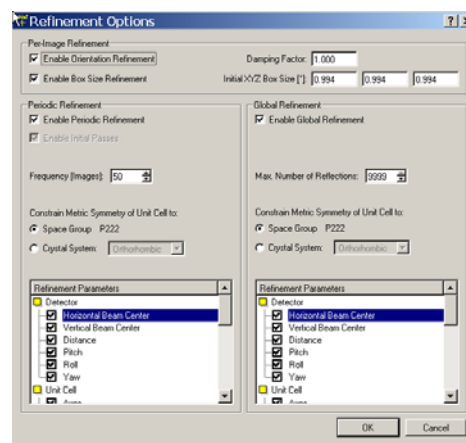 Refinement Options
Per-Image Refinement
Enable Orientation Refinement
Damping Factor: 1.000
Enable Box Size Refinement
Initial XYZ Box Size [°]: 0.994 0.994 0.994
Periodic Refinement
Enable Periodic Refinement
Enable Initial Passes
Frequency [Images]: 50
Constrain Metric Symmetry of Unit Cell to:
Space Group P222
Crystal System: Orthorhombic
Refinement Parameters
Detector
Horizontal Beam Center
Vertical Beam Center
Distance
Pitch
Roll
Yaw
Unit Cell
Global Refinement
Enable Global Refinement
Max. Number of Reflections: 9999
Constrain Metric Symmetry of Unit Cell to:
Space Group P222
Crystal System: Orthorhombic
Refinement Parameters
Detector
Horizontal Beam Center
Vertical Beam Center
Distance
Pitch
Roll
Yaw
Unit Cell
OK Cancel